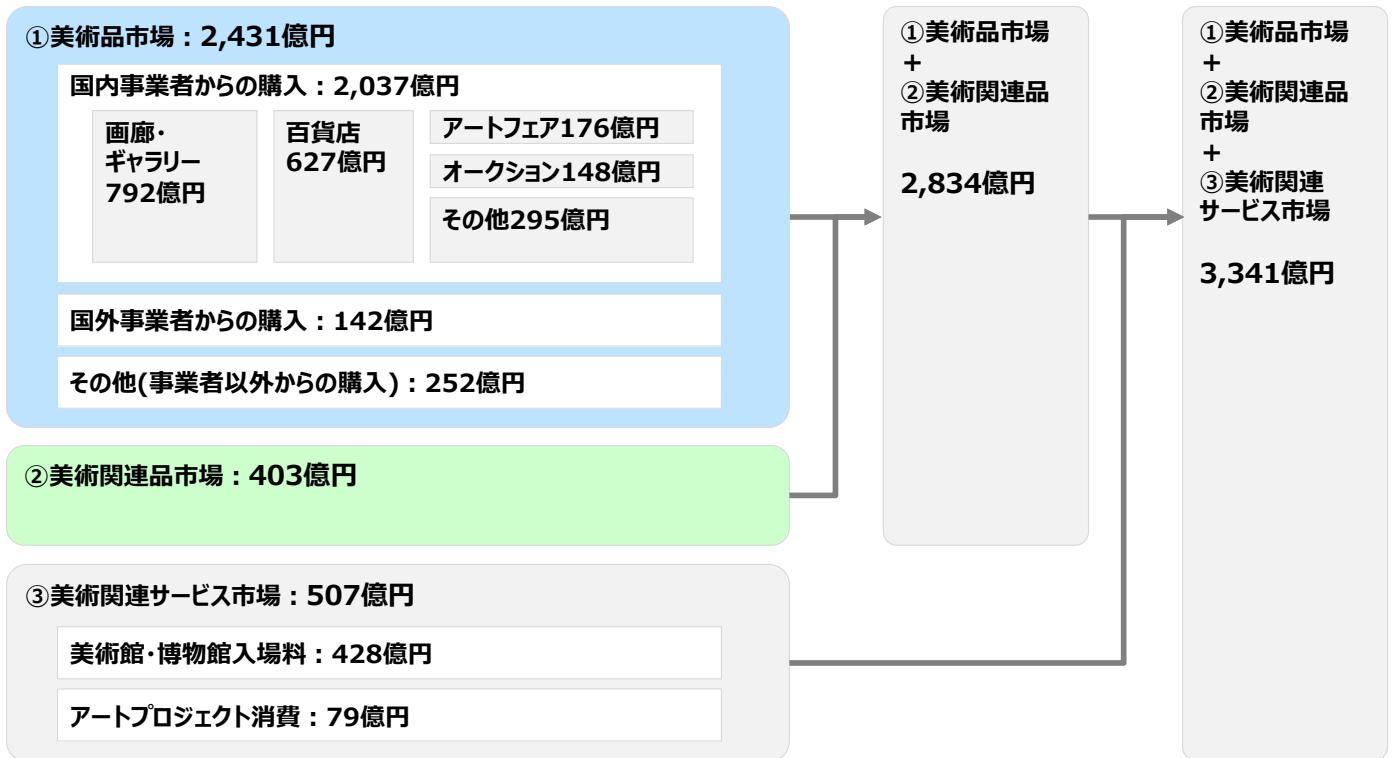 ①美術品市場：2,431億円
国内事業者からの購入：2,037億円
画廊・
ギャラリー
792億円
百貨店
627億円
アートフェア176億円
オークション148億円
その他295億円
国外事業者からの購入：142億円
その他(事業者以外からの購入)：252億円
②美術関連品市場：403億円
③美術関連サービス市場：507億円
美術館・博物館入場料：428億円
アートプロジェクト消費：79億円
①美術品市場
+
②美術関連品
市場
2,834億円
①美術品市場
+
②美術関連品
市場
+
③美術関連
サービス市場
3,341億円